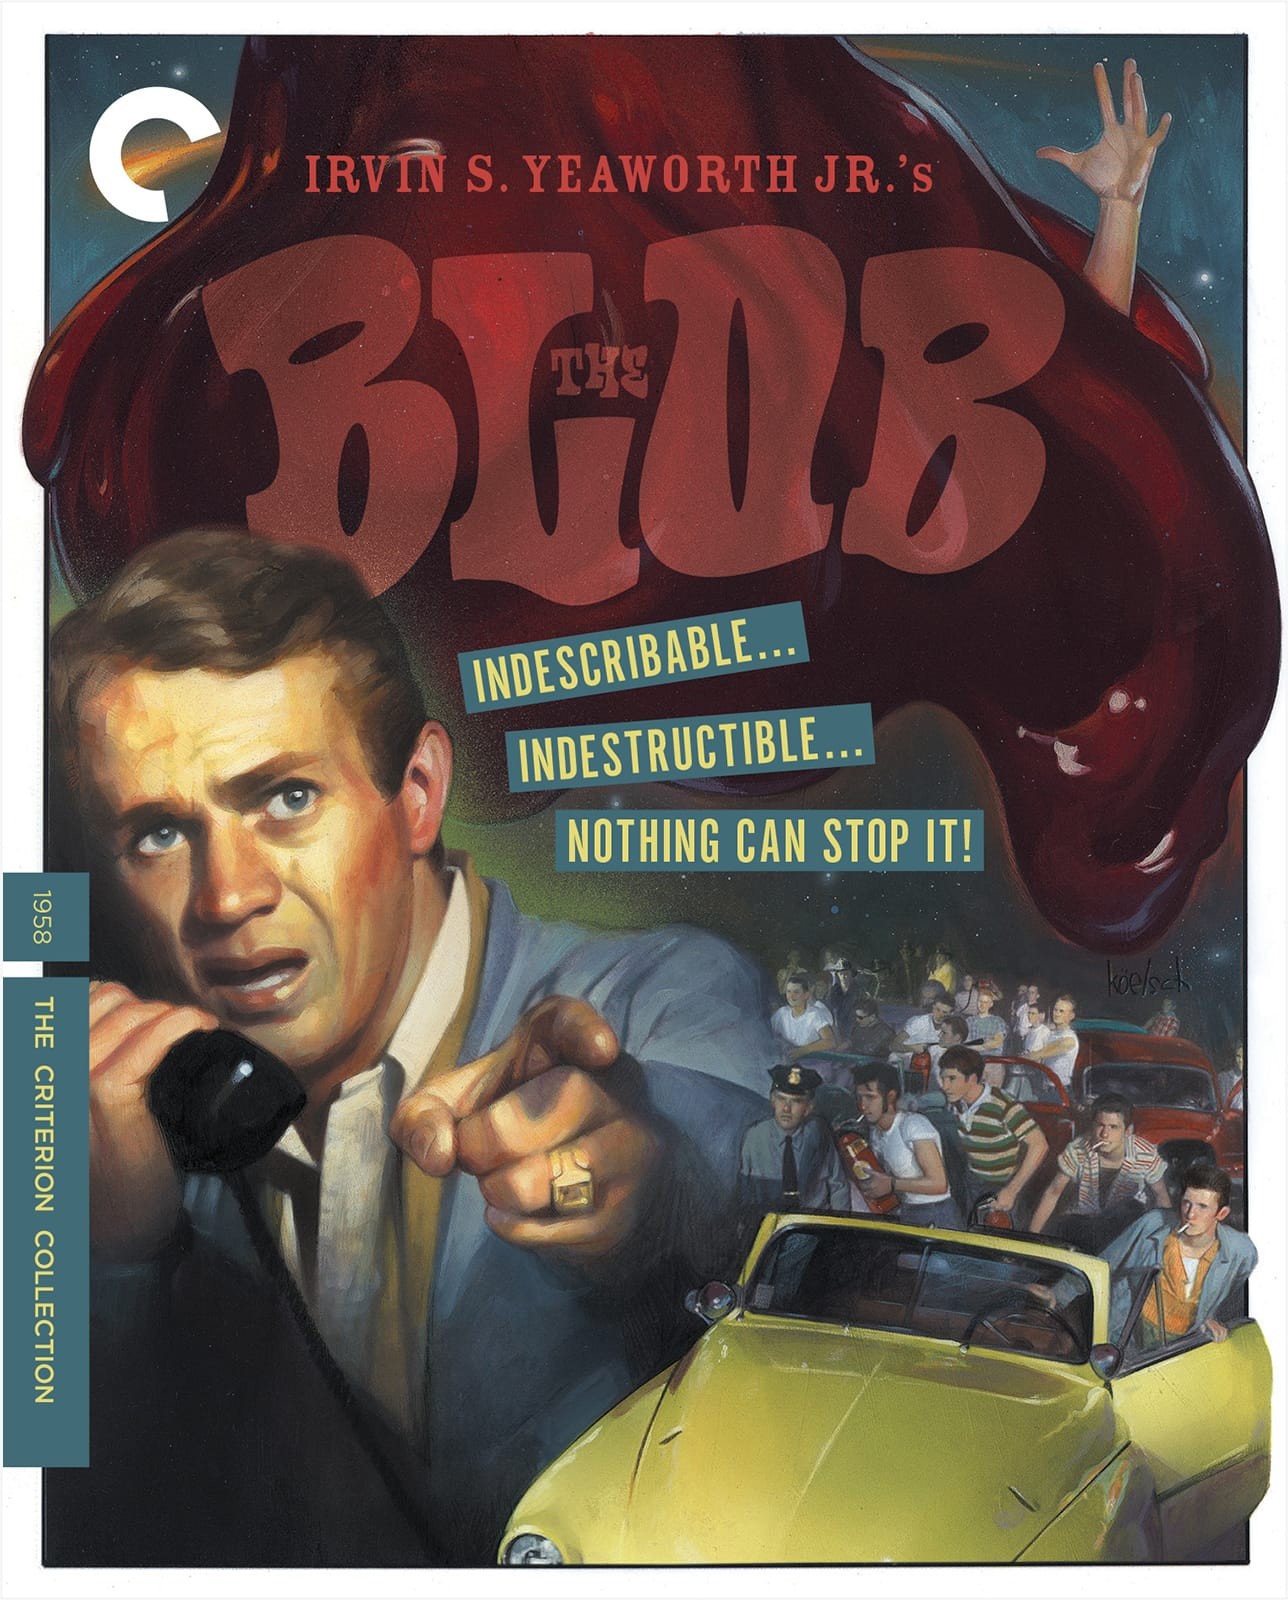 IRVIN S. YEAWORTH JR.'s
THE
BLOB
INDESCRIBABLE...
INDESTRUCTIBLE...
NOTHING CAN STOP IT!
1958
THE CRITERION COLLECTION
köelsch